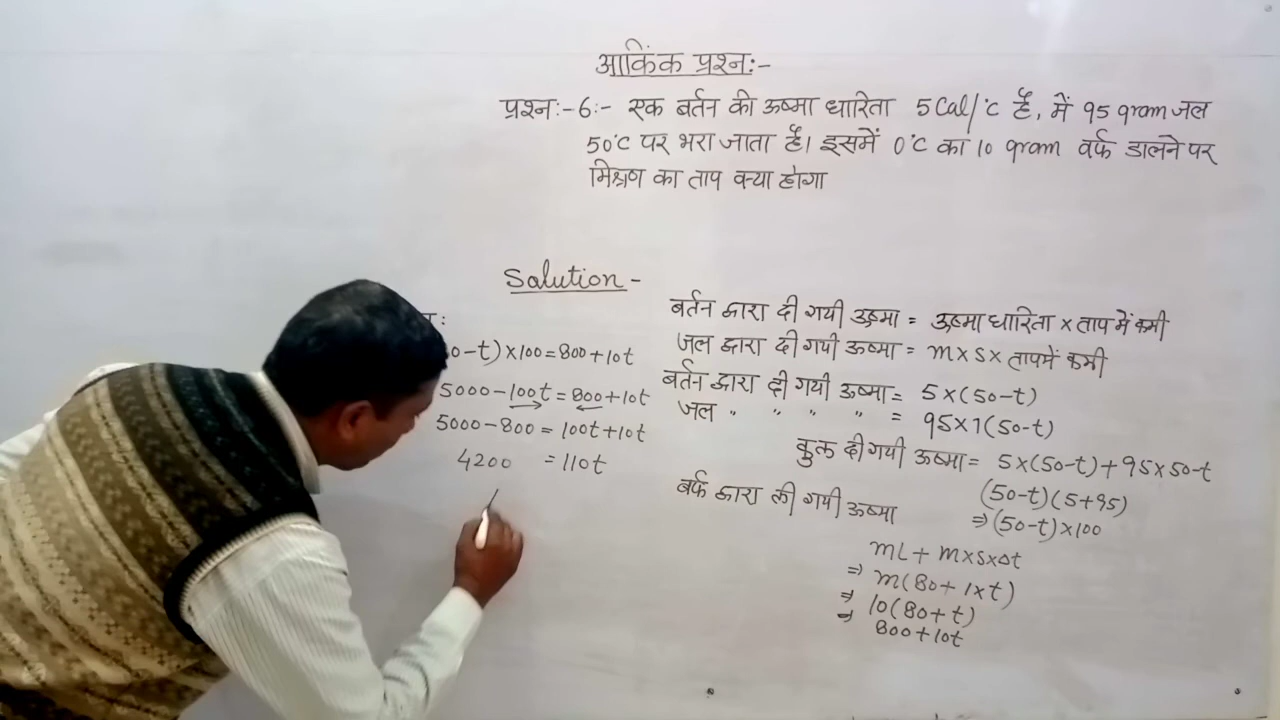 आकिंक प्रश्नः-
प्रश्नः-6ः- एक बर्तन की ऊष्मा धारिता 5Cal/°C है, में 95 gram जल
50°C पर भरा जाता है। इसमें 0°C का 10 gram बर्फ डालने पर
मिश्रण का ताप क्या होगा
Solution -
-t)×100=800+10t
5000-100t=800+10t
5000-800=100t+10t
4200 =110t
बर्तन द्वारा दी गयी ऊष्मा = ऊष्मा धारिता × ताप में कमी
जल द्वारा दी गयी ऊष्मा = m×s× तापमें कमी
बर्तन द्वारा दी गयी ऊष्मा = 5×(50-t)
जल " " " " = 95×1(50-t)
कुल दी गयी ऊष्मा = 5×(50-t)+95×50-t
(50-t)(5+95)
⇒(50-t)×100
बर्फ द्वारा ली गयी ऊष्मा
mL+m×s×Δt
⇒ m(80+1×t)
⇒ 10(80+t)
⇒ 800+10t